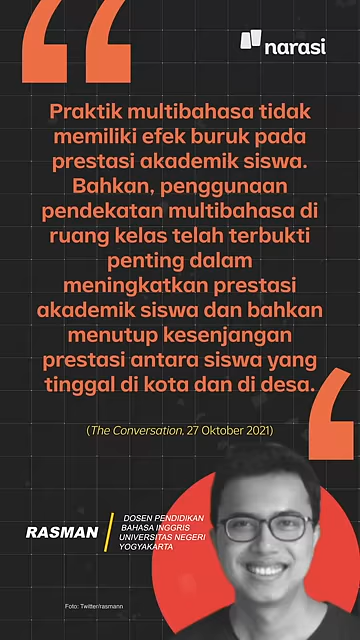 narasi
Praktik multibahasa tidak
memiliki efek buruk pada
prestasi akademik siswa.
Bahkan, penggunaan
pendekatan multibahasa di
ruang kelas telah terbukti
penting dalam
meningkatkan prestasi
akademik siswa dan bahkan
menutup kesenjangan
prestasi antara siswa yang
tinggal di kota dan di desa.
(The Conversation, 27 Oktober 2021)
RASMAN
DOSEN PENDIDIKAN
BAHASA INGGRIS
UNIVERSITAS NEGERI
YOGYAKARTA
Foto: Twitter/rasmann